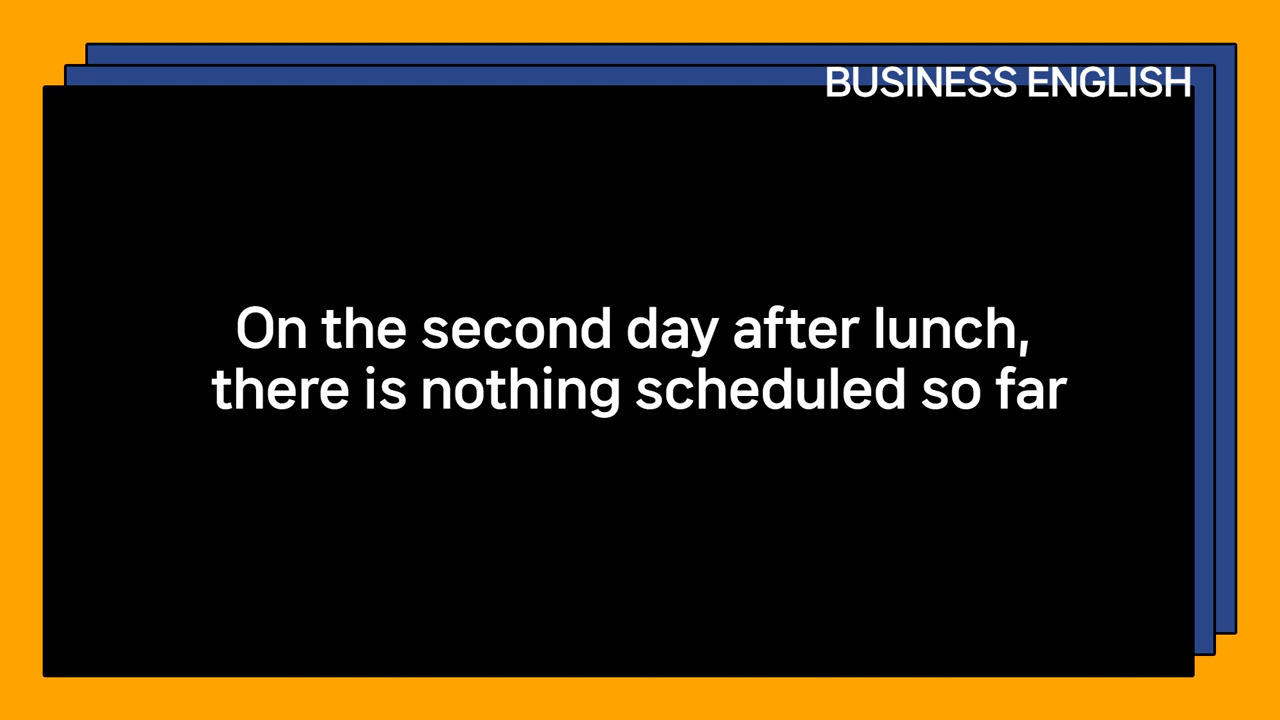 BUSINESS ENGLISH
On the second day after lunch,
there is nothing scheduled so far